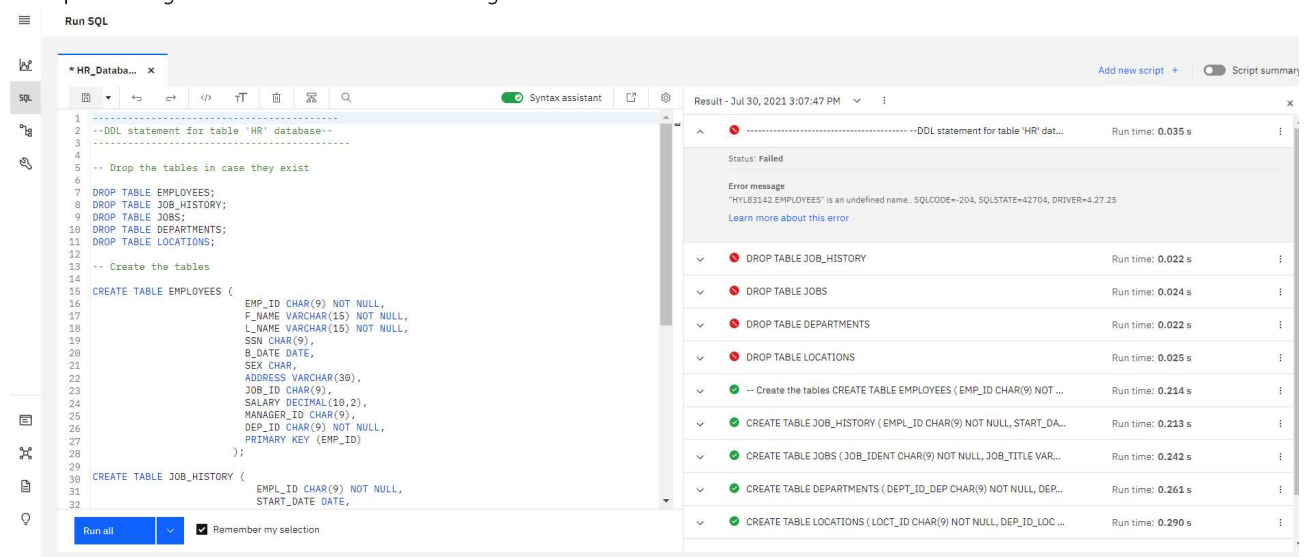 Run SQL
* HR_Databa... ×
Add new script +
Script summary
SQL
Syntax assistant
Result - Jul 30, 2021 3:07:47 PM
1 ---------------------------------------
2 --DDL statement for table 'HR' database--
3 -----------------------------------------
4
5 -- Drop the tables in case they exist
6
7 DROP TABLE EMPLOYEES;
8 DROP TABLE JOB_HISTORY;
9 DROP TABLE JOBS;
10 DROP TABLE DEPARTMENTS;
11 DROP TABLE LOCATIONS;
12
13 -- Create the tables
14
15 CREATE TABLE EMPLOYEES (
16 EMP_ID CHAR(9) NOT NULL,
17 F_NAME VARCHAR(15) NOT NULL,
18 L_NAME VARCHAR(15) NOT NULL,
19 SSN CHAR(9),
20 B_DATE DATE,
21 SEX CHAR,
22 ADDRESS VARCHAR(30),
23 JOB_ID CHAR(9),
24 SALARY DECIMAL(10,2),
25 MANAGER_ID CHAR(9),
26 DEP_ID CHAR(9) NOT NULL,
27 PRIMARY KEY (EMP_ID)
28 );
29
30 CREATE TABLE JOB_HISTORY (
31 EMPL_ID CHAR(9) NOT NULL,
32 START_DATE DATE,
Run all
Remember my selection
----------------------------------------- --DDL statement for table 'HR' dat... Run time: 0.035 s
Status: Failed
Error message
"HYL83142.EMPLOYEES" is an undefined name.. SQLCODE=-204, SQLSTATE=42704, DRIVER=4.27.25
Learn more about this error
DROP TABLE JOB_HISTORY Run time: 0.022 s
DROP TABLE JOBS Run time: 0.024 s
DROP TABLE DEPARTMENTS Run time: 0.022 s
DROP TABLE LOCATIONS Run time: 0.025 s
-- Create the tables CREATE TABLE EMPLOYEES ( EMP_ID CHAR(9) NOT ... Run time: 0.214 s
CREATE TABLE JOB_HISTORY ( EMPL_ID CHAR(9) NOT NULL, START_DA... Run time: 0.213 s
CREATE TABLE JOBS ( JOB_IDENT CHAR(9) NOT NULL, JOB_TITLE VAR... Run time: 0.242 s
CREATE TABLE DEPARTMENTS ( DEPT_ID_DEP CHAR(9) NOT NULL, DEP... Run time: 0.261 s
CREATE TABLE LOCATIONS ( LOCT_ID CHAR(9) NOT NULL, DEP_ID_LOC ... Run time: 0.290 s